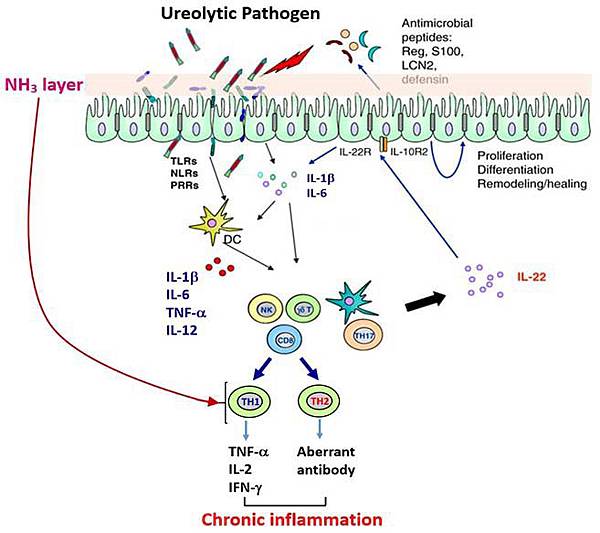 Ureolytic Pathogen
Antimicrobial
peptides:
Reg, S100,
LCN2,
defensin
NH₃ layer
TLRs
NLRs
PRRs
IL-1β
IL-6
IL-22R
IL-10R2
Proliferation
Differentiation
Remodeling/healing
DC
IL-1β
IL-6
TNF-α
IL-12
IL-22
NK
γδ T
CD8
TH17
TH1
TH2
TNF-α
IL-2
IFN-γ
Aberrant
antibody
Chronic inflammation